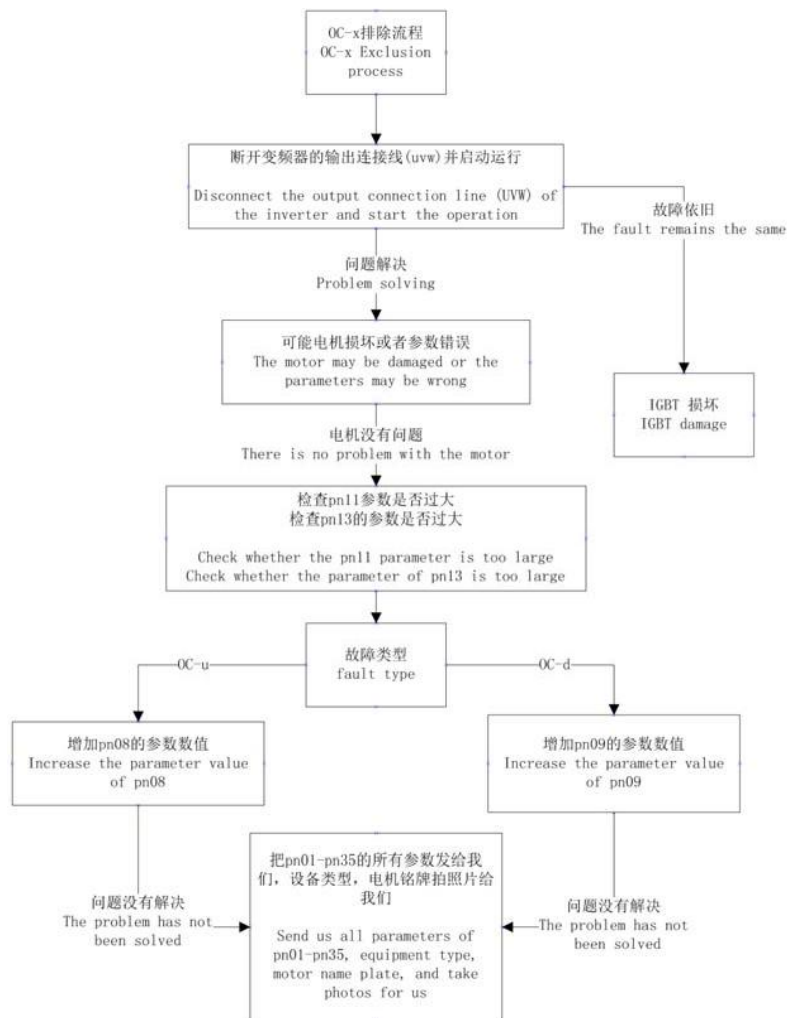 OC-x排除流程
OC-x Exclusion
process
断开变频器的输出连接线(uvw)并启动运行
Disconnect the output connection line (UVW) of
the inverter and start the operation
故障依旧
The fault remains the same
问题解决
Problem solving
可能电机损坏或者参数错误
The motor may be damaged or the
parameters may be wrong
IGBT 损坏
IGBT damage
电机没有问题
There is no problem with the motor
检查pn11参数是否过大
检查pn13的参数是否过大
Check whether the pn11 parameter is too large
Check whether the parameter of pn13 is too large
故障类型
fault type
OC-u
OC-d
增加pn08的参数数值
Increase the parameter value
of pn08
增加pn09的参数数值
Increase the parameter value
of pn09
问题没有解决
The problem has not
been solved
把pn01-pn35的所有参数发给我
们，设备类型，电机铭牌拍照片给
我们
Send us all parameters of
pn01-pn35, equipment type,
motor name plate, and take
photos for us
问题没有解决
The problem has not
been solved